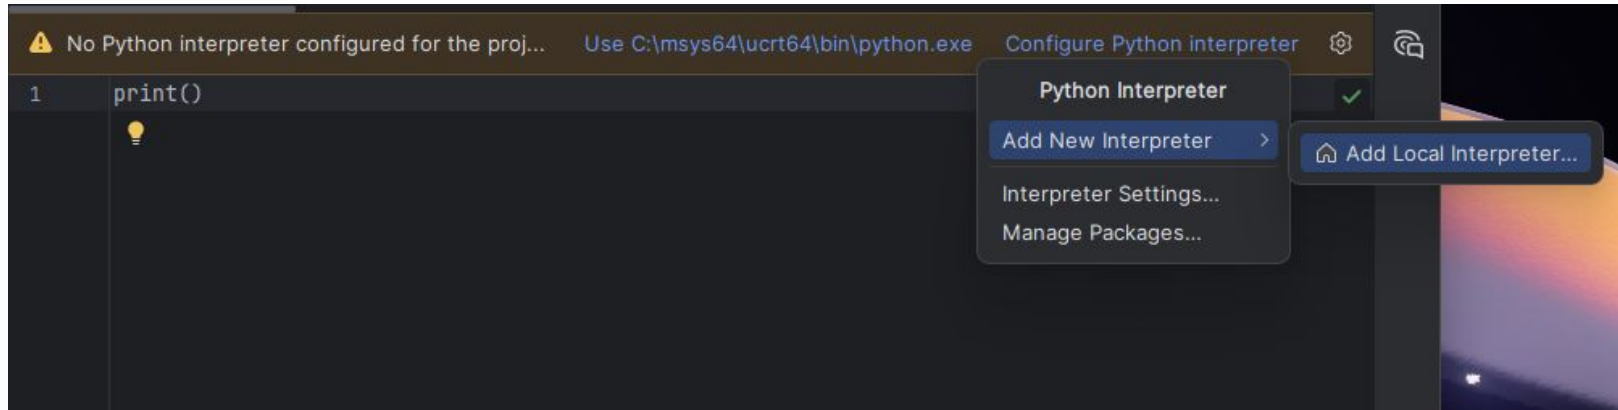 No Python interpreter configured for the proj... Use C:\msys64\ucrt64\bin\python.exe Configure Python interpreter
1 print()
Python Interpreter
Add New Interpreter
Add Local Interpreter...
Interpreter Settings...
Manage Packages...